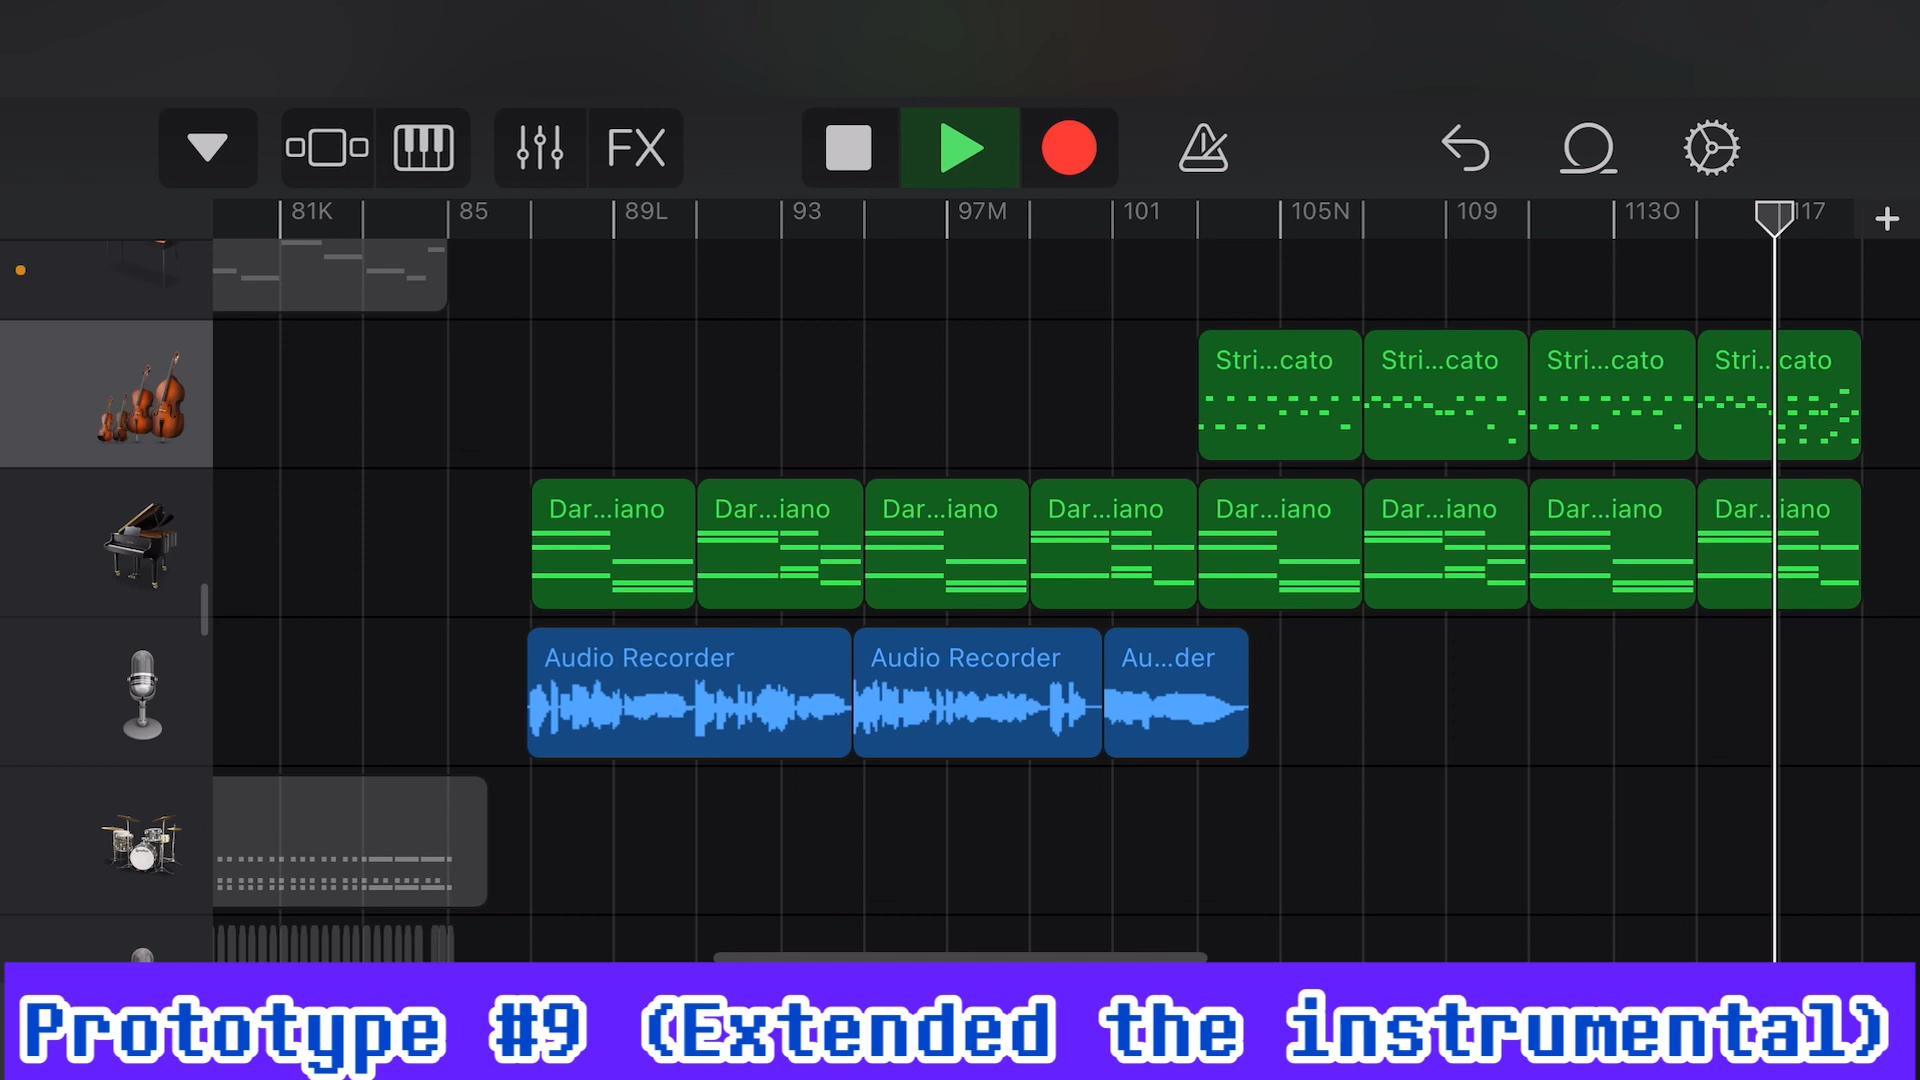 FX
81K 85 89L 93 97M 101 105N 109 113O 117
Stri...cato Stri...cato Stri...cato Stri...cato
Dar...iano Dar...iano Dar...iano Dar...iano Dar...iano Dar...iano Dar...iano Dar...iano
Audio Recorder Audio Recorder Au...der
Prototype #9 (Extended the instrumental)